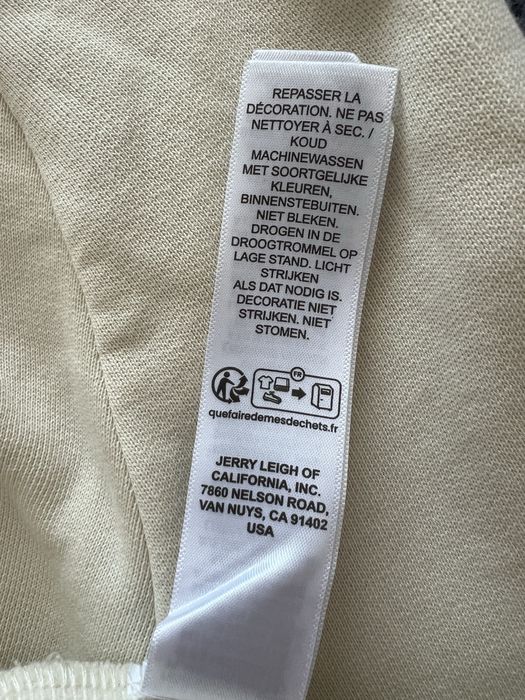 REPASSER LA
DÉCORATION. NE PAS
NETTOYER À SEC. /
KOUD
MACHINEWASSEN
MET SOORTGELIJKE
KLEUREN,
BINNENSTEBUITEN.
NIET BLEKEN.
DROGEN IN DE
DROOGTROMMEL OP
LAGE STAND. LICHT
STRIJKEN
ALS DAT NODIG IS.
DECORATIE NIET
STRIJKEN. NIET
STOMEN.
FR
quefairedemesdechets.fr
JERRY LEIGH OF
CALIFORNIA, INC.
7860 NELSON ROAD,
VAN NUYS, CA 91402
USA